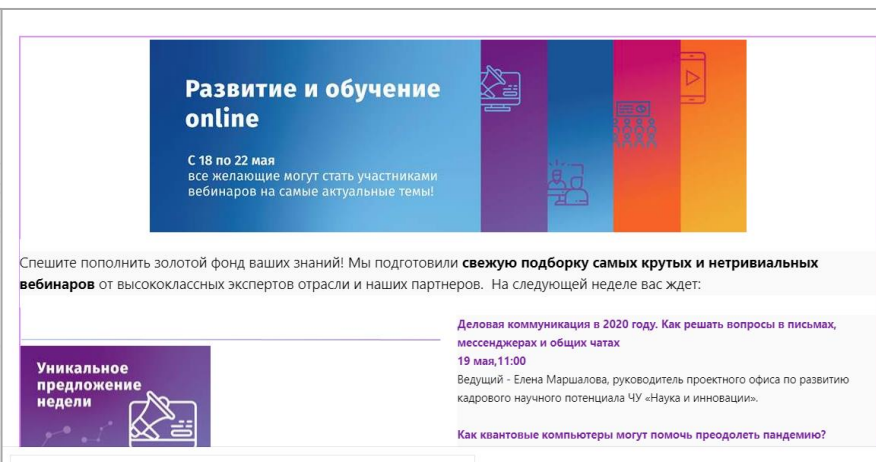 Развитие и обучение
online
С 18 по 22 мая
все желающие могут стать участниками
вебинаров на самые актуальные темы!
Спешите пополнить золотой фонд ваших знаний! Мы подготовили свежую подборку самых крутых и нетривиальных
вебинаров от высококлассных экспертов отрасли и наших партнеров. На следующей неделе вас ждет:
Уникальное
предложение
недели
Деловая коммуникация в 2020 году. Как решать вопросы в письмах,
мессенджерах и общих чатах
19 мая,11:00
Ведущий - Елена Маршалова, руководитель проектного офиса по развитию
кадрового научного потенциала ЧУ «Наука и инновации».
Как квантовые компьютеры могут помочь преодолеть пандемию?